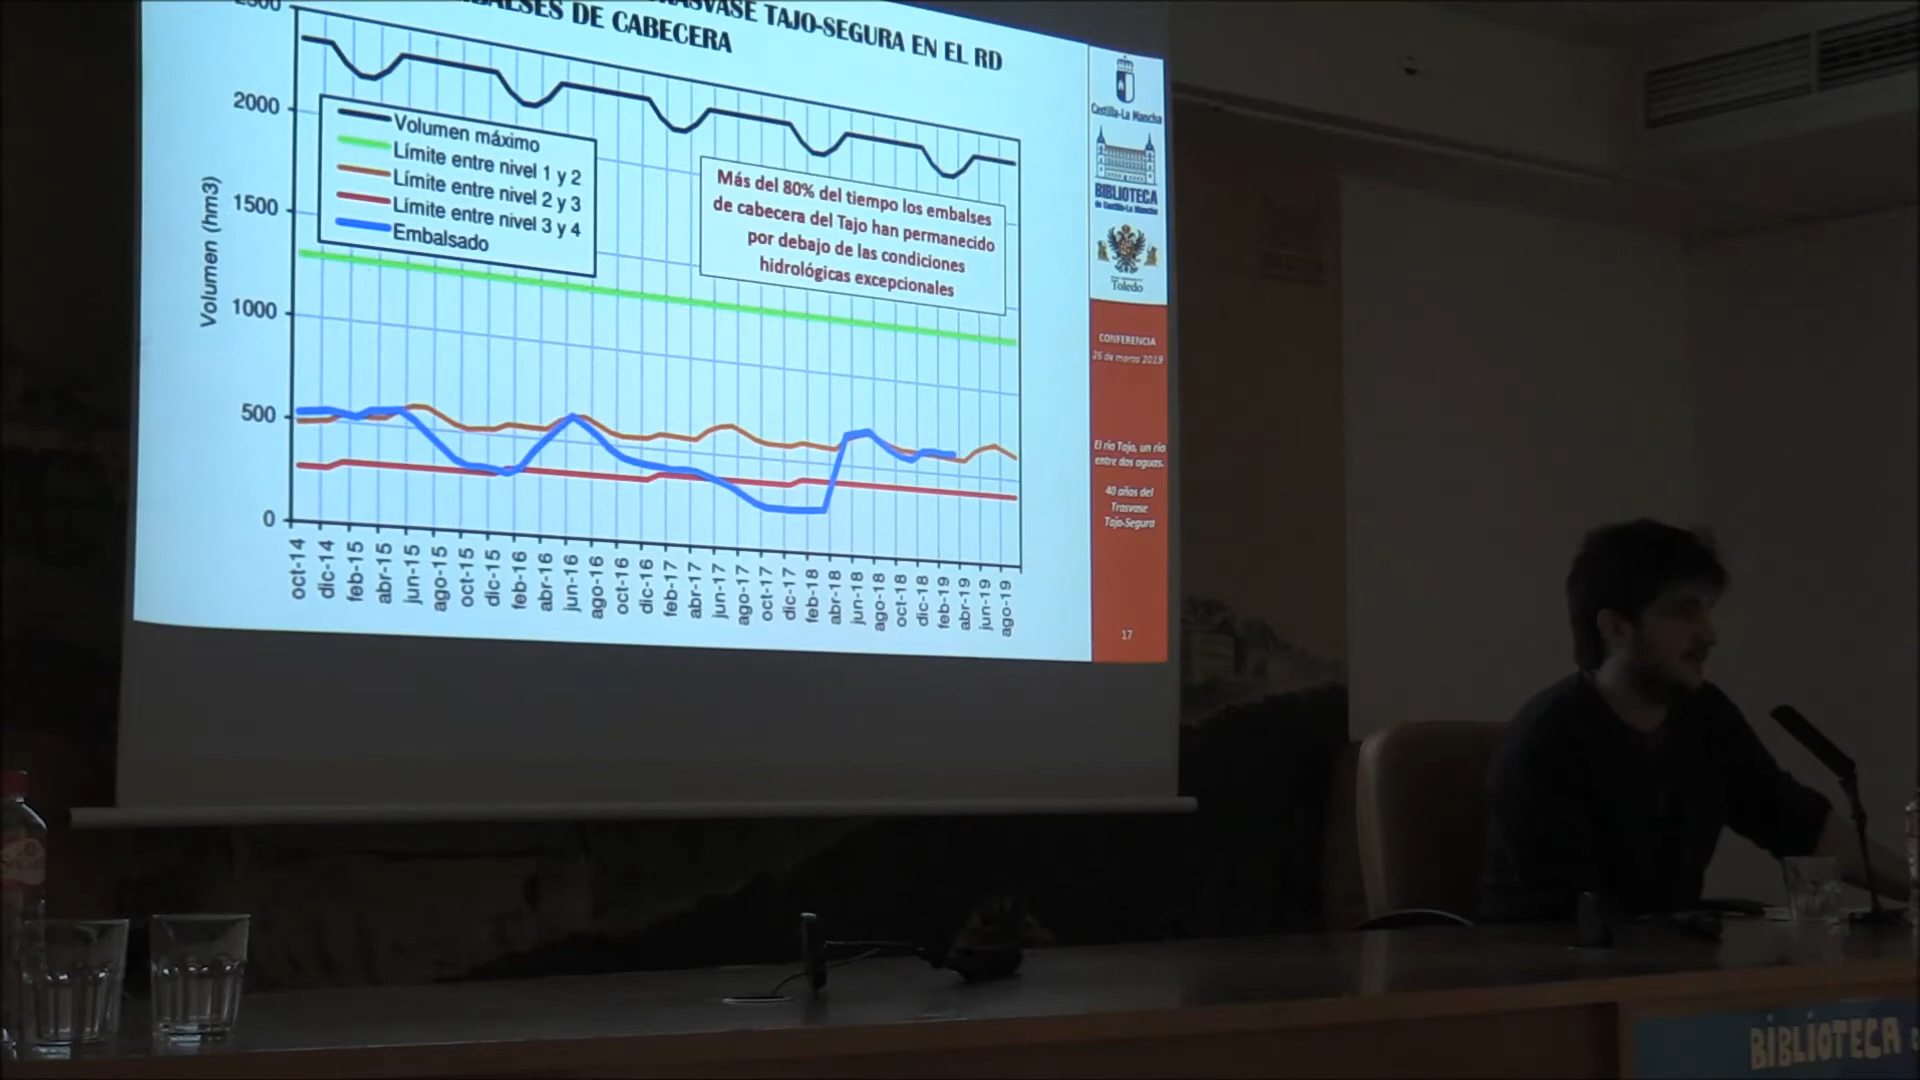 TRASVASE TAJO-SEGURA EN EL RD
EMBALSES DE CABECERA
Volumen (hm3)
2500
2000
1500
1000
500
0
Volumen máximo
Límite entre nivel 1 y 2
Límite entre nivel 2 y 3
Límite entre nivel 3 y 4
Embalsado
Más del 80% del tiempo los embalses
de cabecera del Tajo han permanecido
por debajo de las condiciones
hidrológicas excepcionales
oct-14
dic-14
feb-15
abr-15
jun-15
ago-15
oct-15
dic-15
feb-16
abr-16
jun-16
ago-16
oct-16
dic-16
feb-17
abr-17
jun-17
ago-17
oct-17
dic-17
feb-18
abr-18
jun-18
ago-18
oct-18
dic-18
feb-19
abr-19
jun-19
ago-19
Castilla-La Mancha
BIBLIOTECA
de Castilla-La Mancha
Toledo
CONFERENCIA
26 de marzo 2019
El río Tajo, un río
entre dos aguas.
40 años del
Trasvase
Tajo-Segura
17
BIBLIOTECA